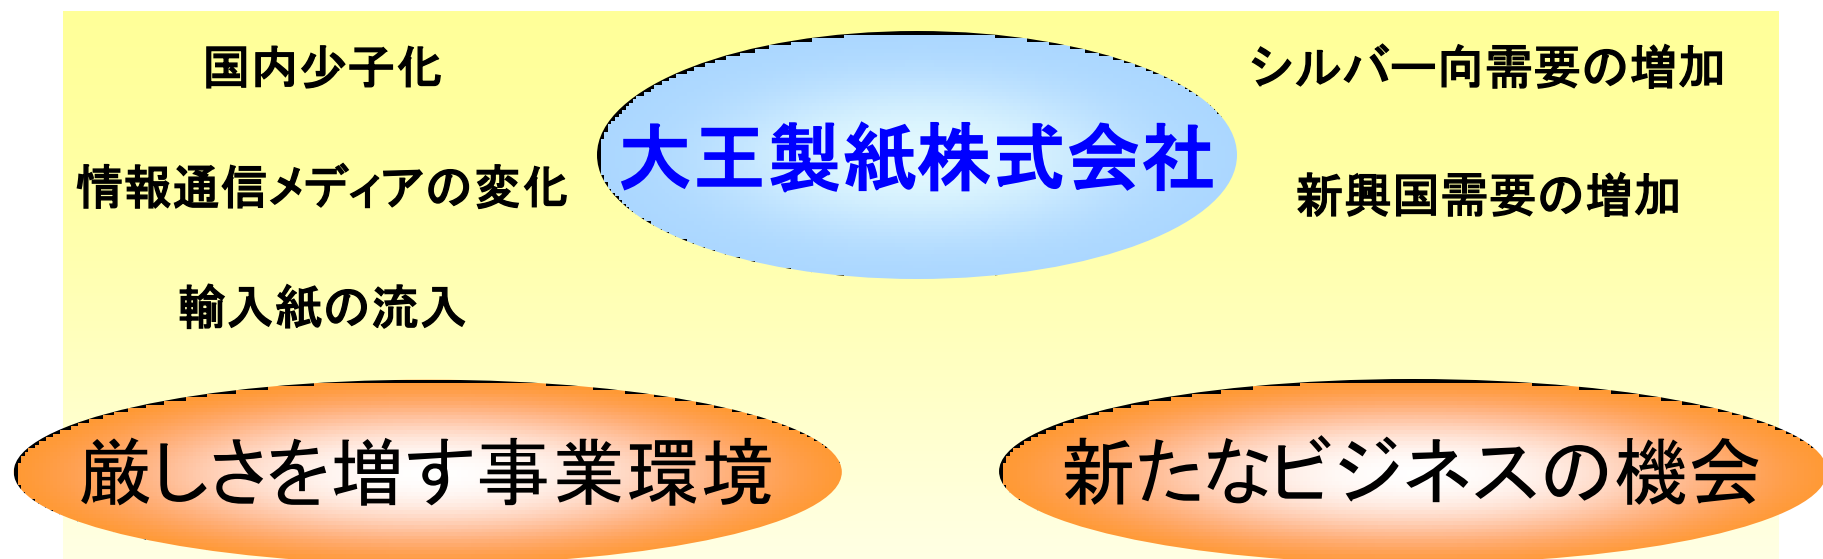 国内少子化
情報通信メディアの変化
輸入紙の流入
大王製紙株式会社
シルバー向需要の増加
新興国需要の増加
厳しさを増す事業環境
新たなビジネスの機会